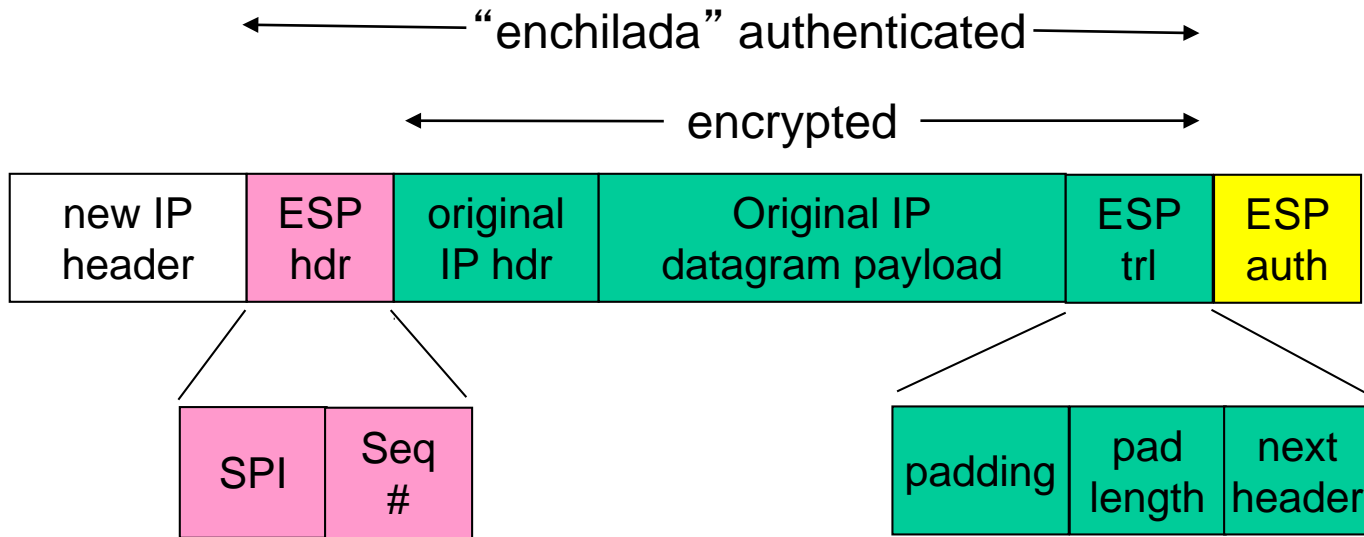 “enchilada” authenticated
encrypted
new IP
header
ESP
hdr
original
IP hdr
Original IP
datagram payload
ESP
trl
ESP
auth
SPI
Seq
#
padding
pad
length
next
header